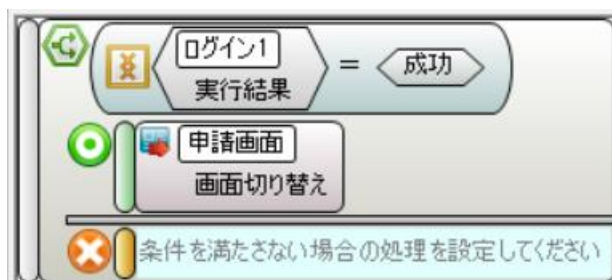 ログイン1
実行結果
=
成功
申請画面
画面切り替え
条件を満たさない場合の処理を設定してください